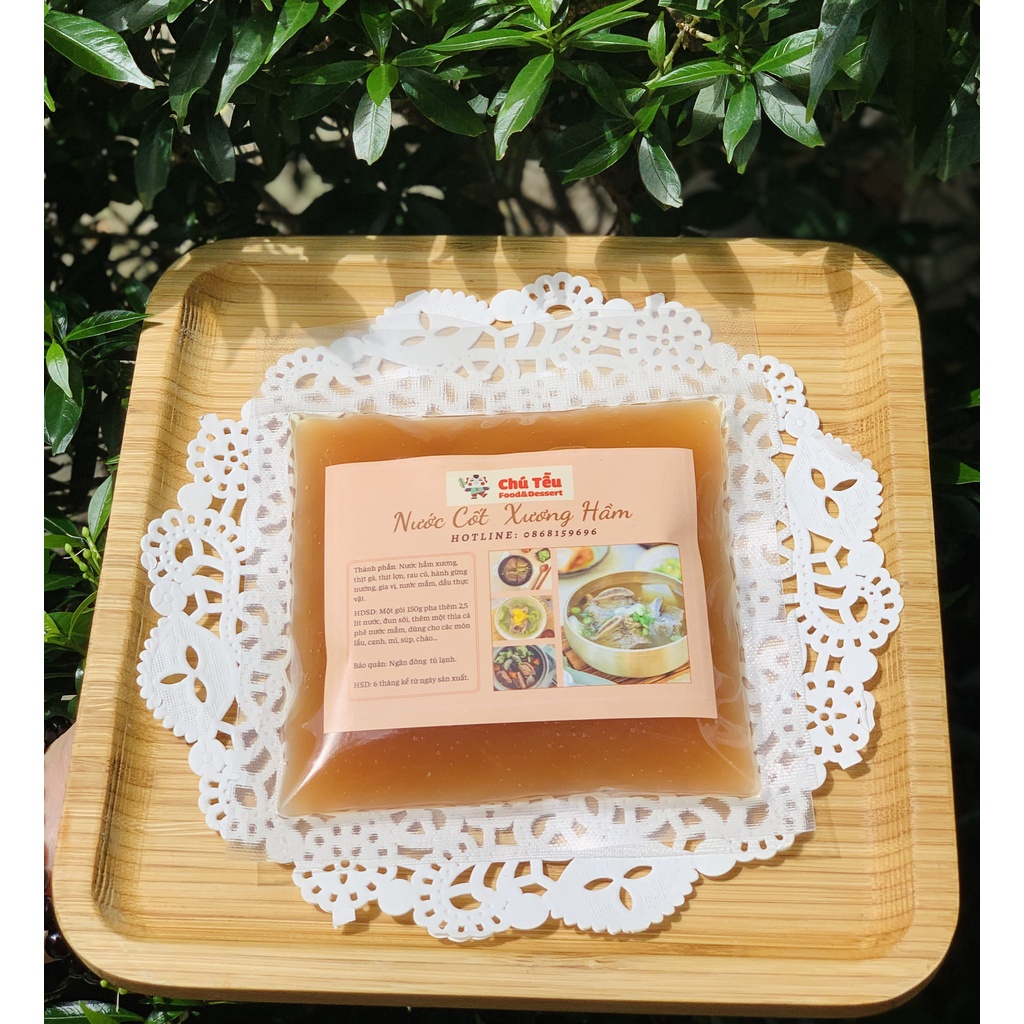 Chú Tễu
Food&Dessert
Nước Cốt Xương Hầm
HOTLINE: 0868159696
Thành phần: Nước hầm xương,
thịt gà, thịt lợn, rau củ, hành gừng
nướng, gia vị, nước mắm, dầu thực
vật.
HDSD: Một gói 150g pha thêm 2,5
lit nước, đun sôi, thêm một thìa cà
phê nước mắm, dùng cho các món
lẩu, canh, mì, súp, cháo...
Bảo quản: Ngăn đông tủ lạnh.
HSD: 6 tháng kể từ ngày sản xuất.